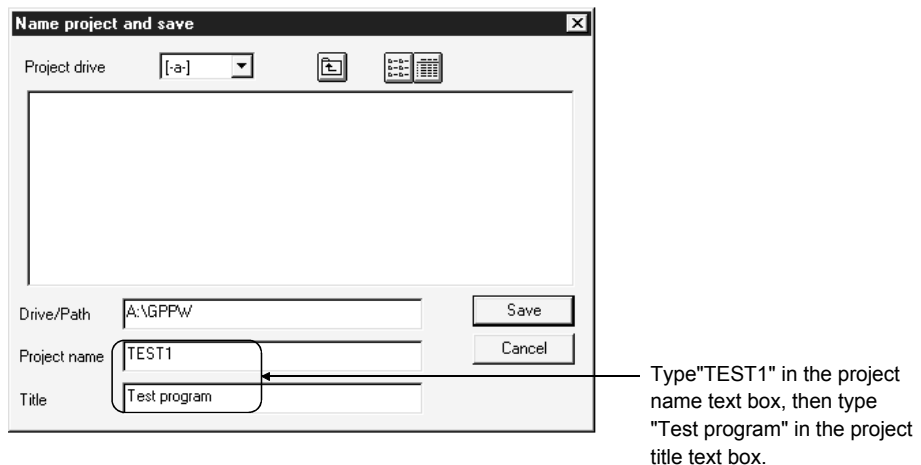 Name project and save
Project drive [-a-]
Drive/Path A:\GPPW Save
Project name TEST1 Cancel
Title Test program
Type"TEST1" in the project
name text box, then type
"Test program" in the project
title text box.